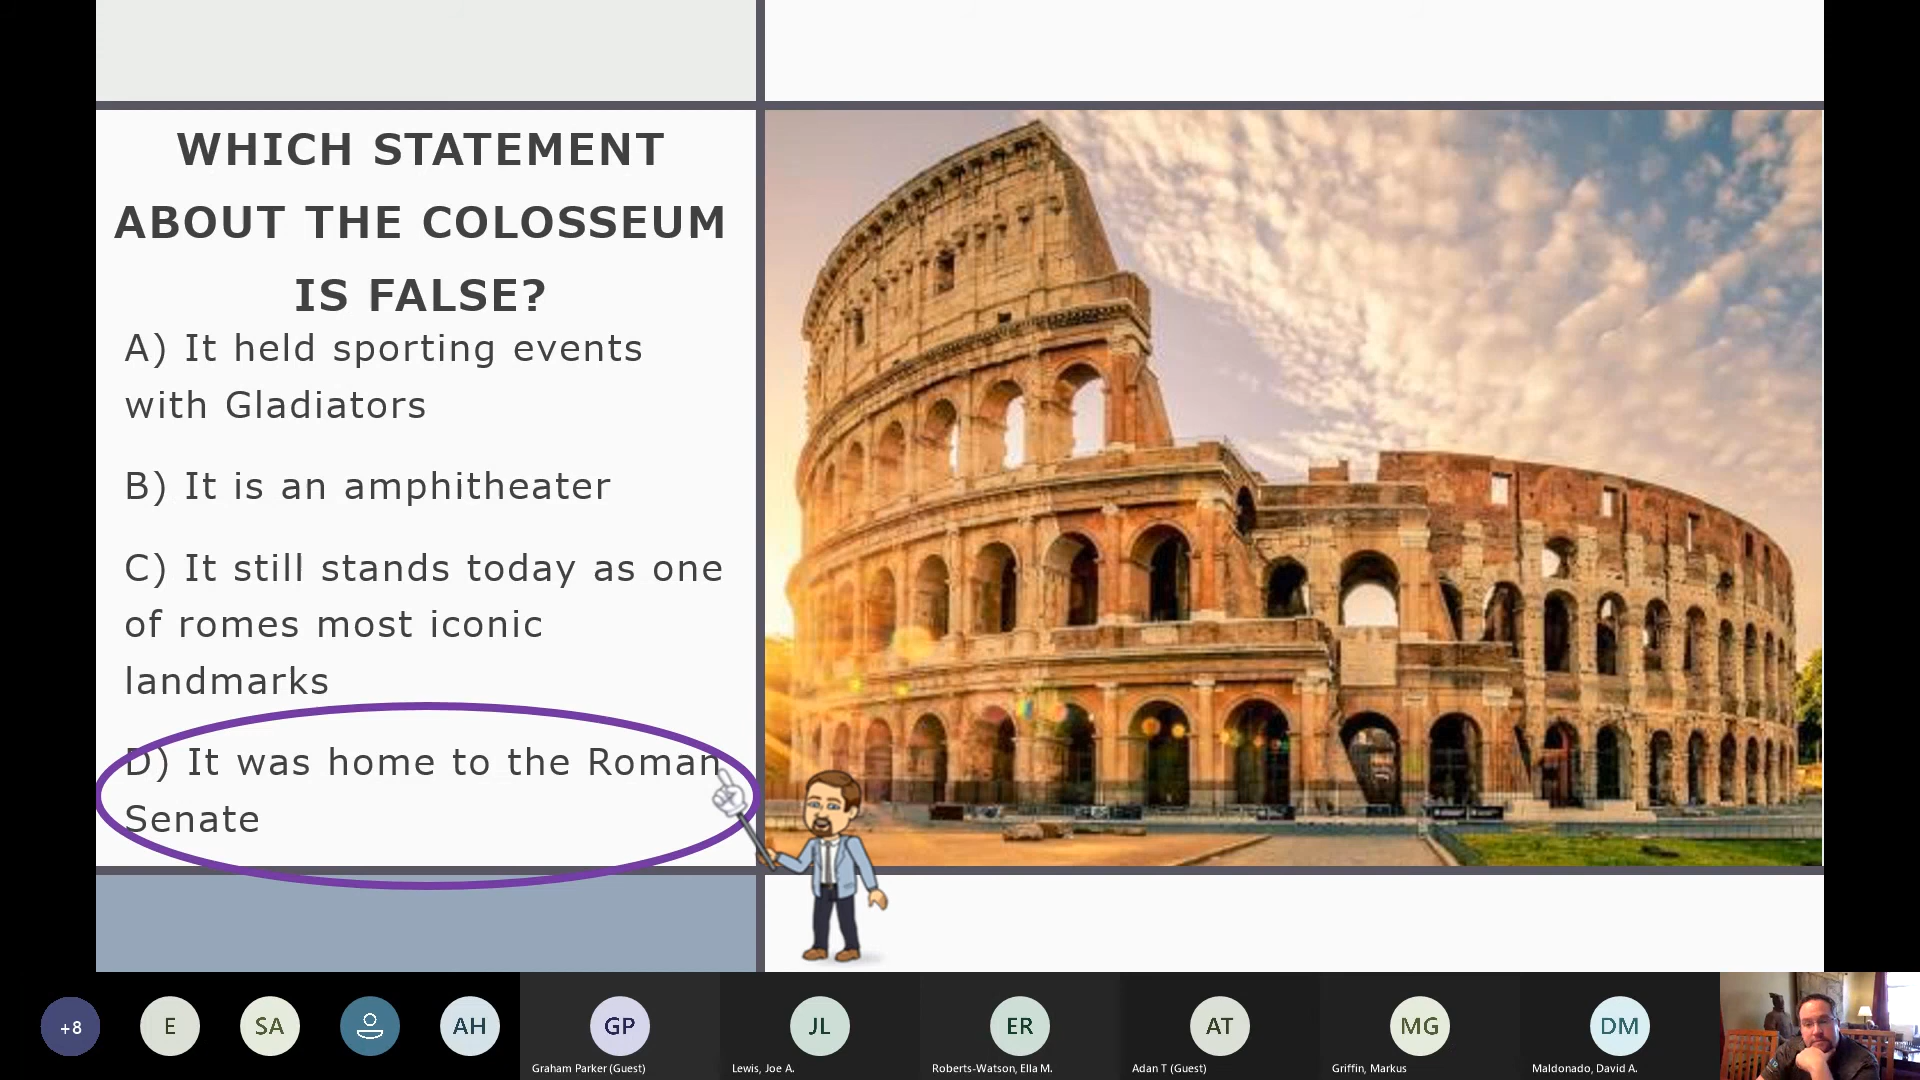 WHICH STATEMENT
ABOUT THE COLOSSEUM
IS FALSE?
A) It held sporting events
with Gladiators
B) It is an amphitheater
C) It still stands today as one
of romes most iconic
landmarks
D) It was home to the Roman
Senate
+8
E
SA
AH
GP
JL
ER
AT
MG
DM
Graham Parker (Guest)
Lewis, Joe A.
Roberts-Watson, Ella M.
Adan T (Guest)
Griffin, Markus
Maldonado, David A.